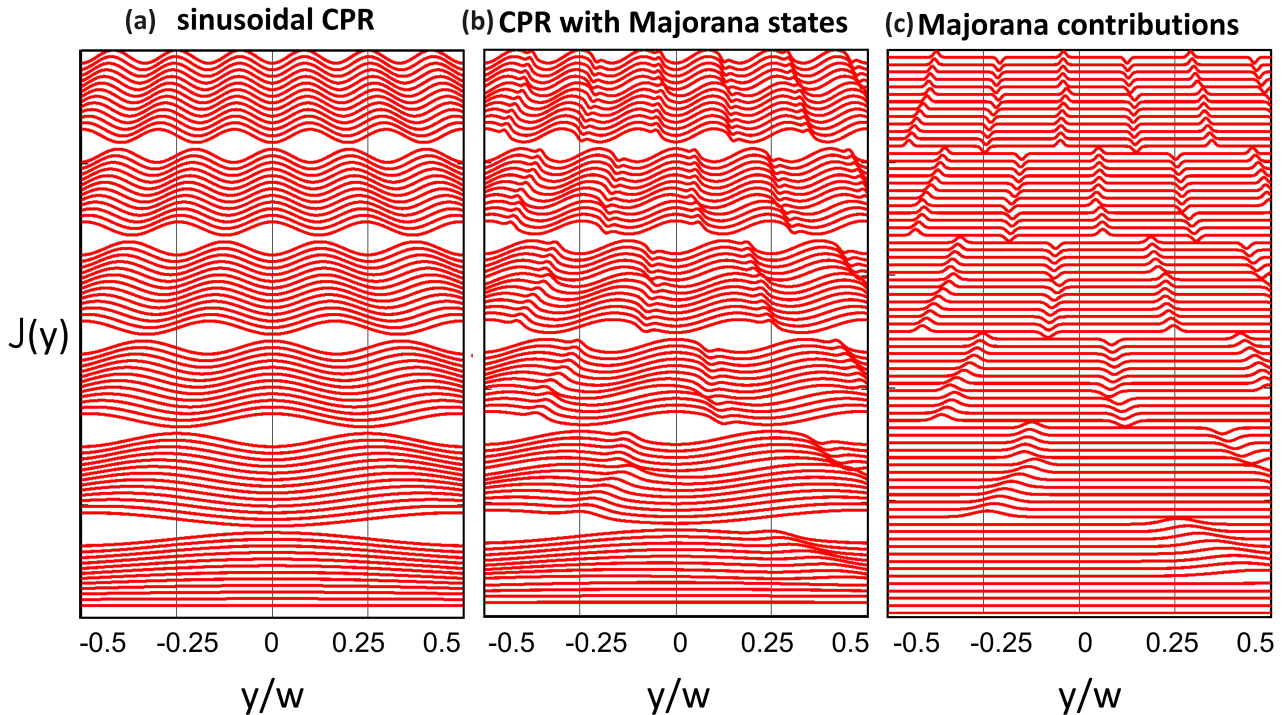 (a) sinusoidal CPR
(b) CPR with Majorana states
(c) Majorana contributions
J(y)
-0.5 -0.25 0 0.25 0.5
-0.5 -0.25 0 0.25 0.5
-0.5 -0.25 0 0.25 0.5
y/w
y/w
y/w